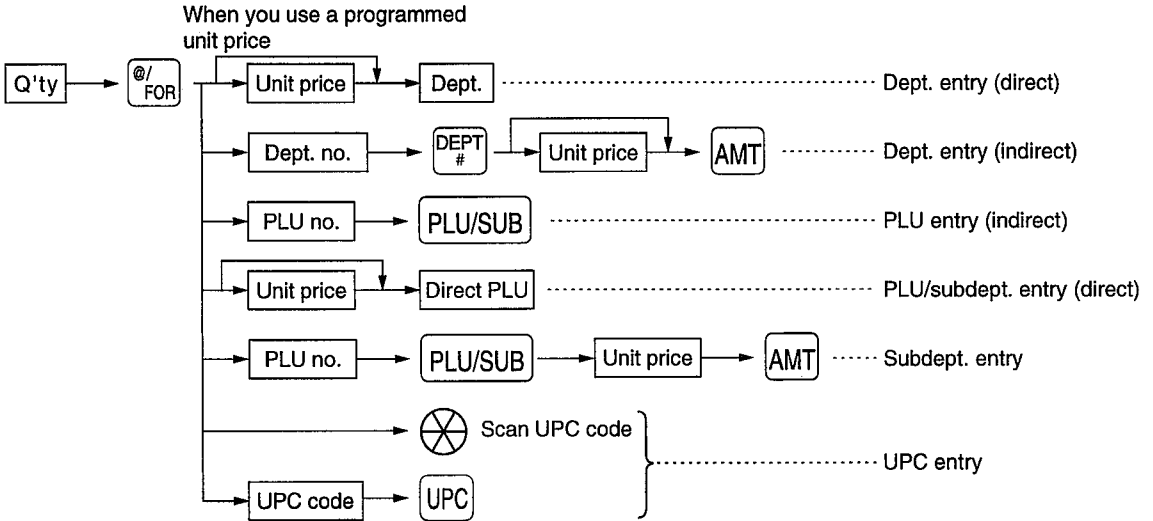 When you use a programmed
unit price
Q'ty @/FOR Unit price Dept. Dept. entry (direct)
Dept. no. DEPT # Unit price AMT Dept. entry (indirect)
PLU no. PLU/SUB PLU entry (indirect)
Unit price Direct PLU PLU/subdept. entry (direct)
PLU no. PLU/SUB Unit price AMT Subdept. entry
Scan UPC code
UPC entry
UPC code UPC